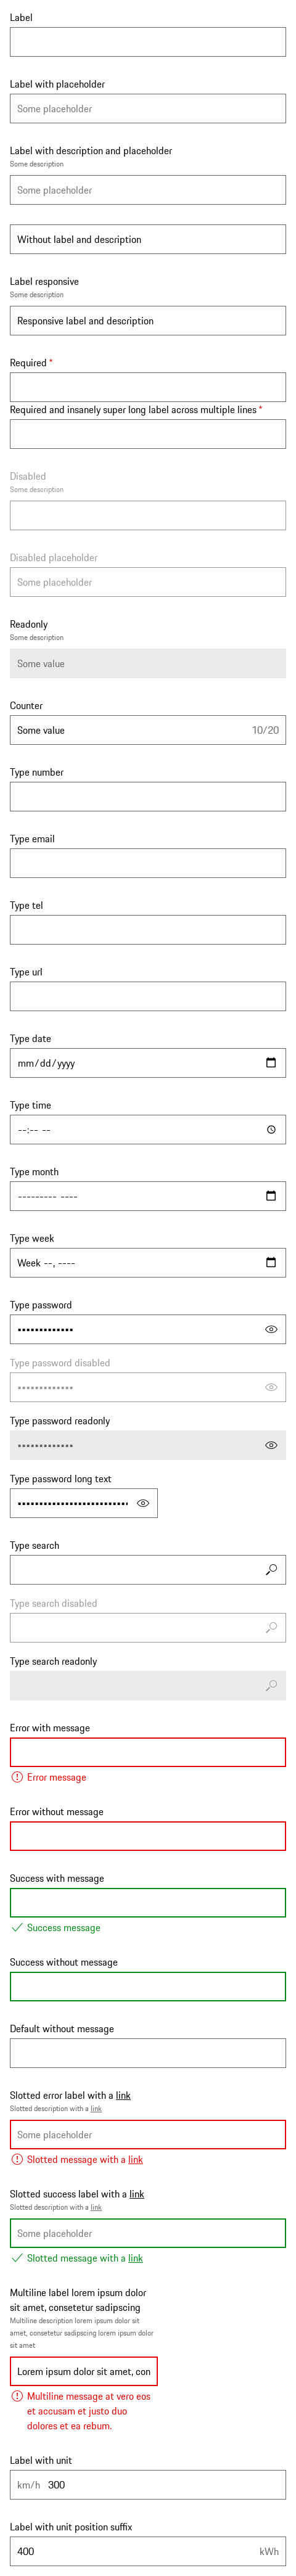 Label
Label with placeholder
Some placeholder
Label with description and placeholder
Some description
Some placeholder
Without label and description
Label responsive
Some description
Responsive label and description
Required *
Required and insanely super long label across multiple lines *
Disabled
Some description
Disabled placeholder
Some placeholder
Readonly
Some description
Some value
Counter
Some value 10/20
Type number
Type email
Type tel
Type url
Type date
mm/dd/yyyy
Type time
--:-- --
Type month
--------- ----
Type week
Week --, ----
Type password
Type password disabled
Type password readonly
Type password long text
Type search
Type search disabled
Type search readonly
Error with message
Error message
Error without message
Success with message
Success message
Success without message
Default without message
Slotted error label with a link
Slotted description with a link
Some placeholder
Slotted message with a link
Slotted success label with a link
Slotted description with a link
Some placeholder
Slotted message with a link
Multiline label lorem ipsum dolor
sit amet, consetetur sadipscing
Multiline description lorem ipsum dolor sit
amet, consetetur sadipscing lorem ipsum dolor
sit amet
Lorem ipsum dolor sit amet, con
Multiline message at vero eos
et accusam et justo duo
dolores et ea rebum.
Label with unit
km/h 300
Label with unit position suffix
400 kWh